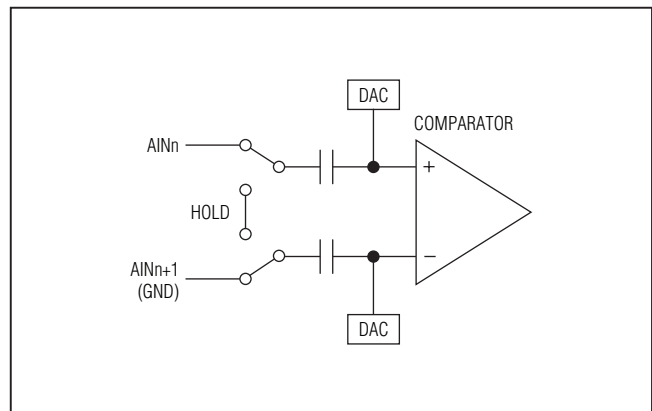 DAC
COMPARATOR
AINn
+
HOLD
−
AINn+1
(GND)
DAC